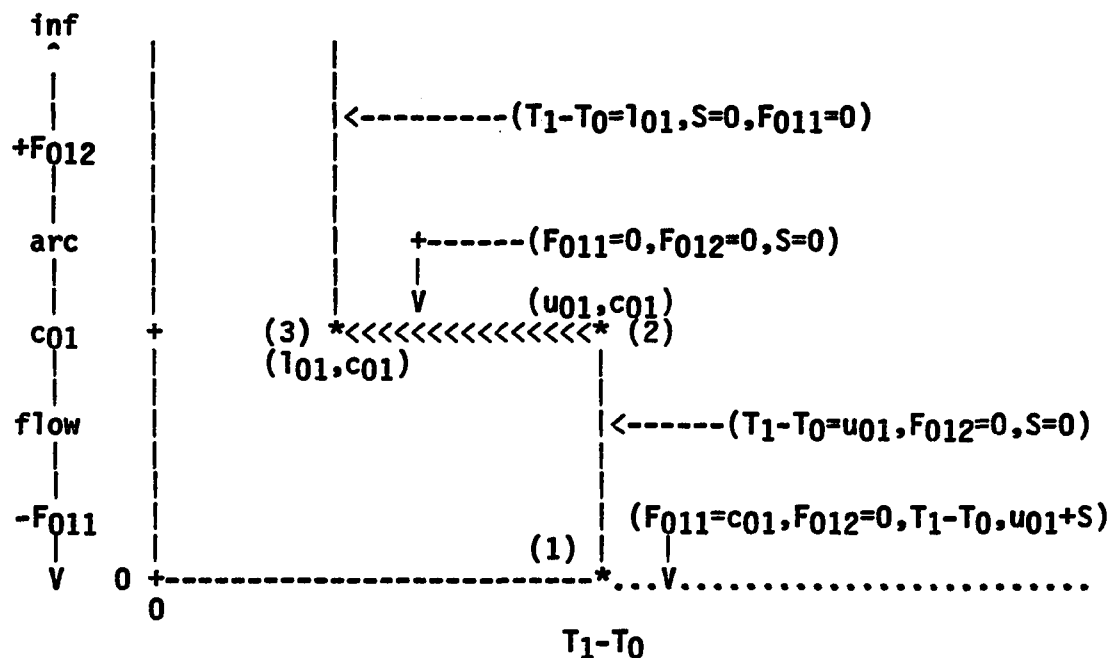 inf
<----------(T1-T0=l01,S=0,F011=0)
+F012
arc
+------(F011=0,F012=0,S=0)
V (u01,c01)
c01 + (3) *<<<<<<<<<<<<<<<* (2)
(l01,c01)
flow
<------(T1-T0=u01,F012=0,S=0)
-F011 (F011=c01,F012=0,T1-T0,u01+S)
(1)
V 0 +-----------------------------*...V....................
0
T1-T0